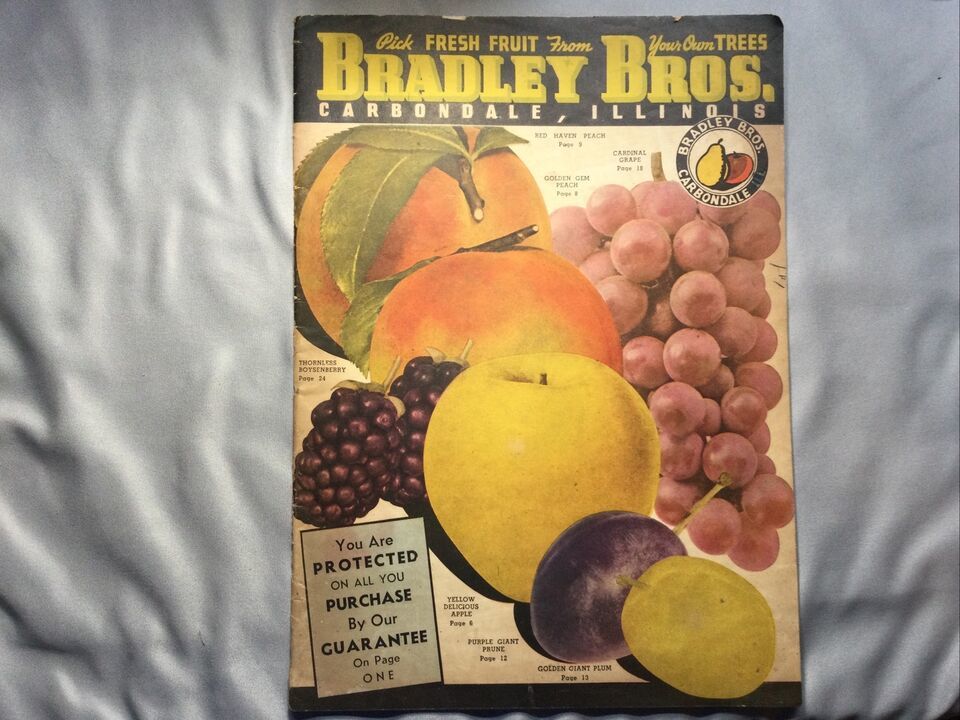 Pick FRESH FRUIT From Your Own TREES
BRADLEY BROS.
CARBONDALE, ILLINOIS
BRADLEY BROS.
CARBONDALE ILL.
RED HAVEN PEACH
Page 9
CARDINAL
GRAPE
Page 18
GOLDEN GEM
PEACH
Page 8
THORNLESS
BOYSENBERRY
Page 24
You Are
PROTECTED
ON ALL YOU
PURCHASE
By Our
GUARANTEE
On Page
ONE
YELLOW
DELICIOUS
APPLE
Page 6
PURPLE GIANT
PRUNE
Page 12
GOLDEN GIANT PLUM
Page 13